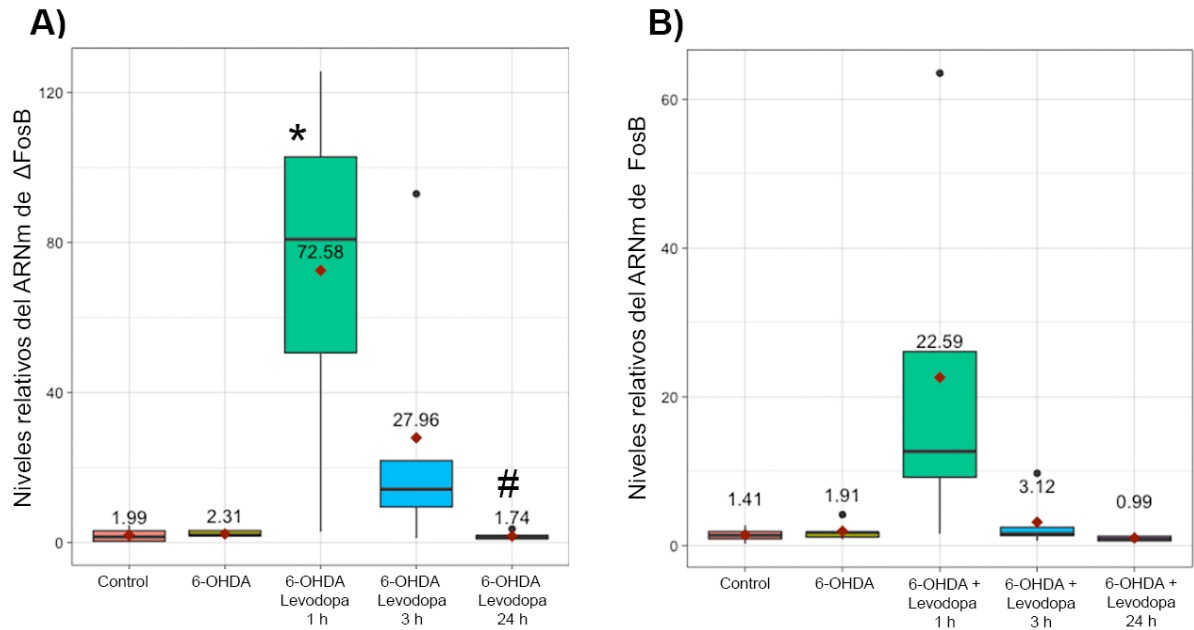 A)
Niveles relativos del ARNm de ΔFosB
120
80
40
0
*
#
1.99
2.31
72.58
27.96
1.74
Control
6-OHDA
6-OHDA
Levodopa
1 h
6-OHDA
Levodopa
3 h
6-OHDA
Levodopa
24 h
B)
Niveles relativos del ARNm de FosB
60
40
20
0
1.41
1.91
22.59
3.12
0.99
Control
6-OHDA
6-OHDA +
Levodopa
1 h
6-OHDA +
Levodopa
3 h
6-OHDA +
Levodopa
24 h